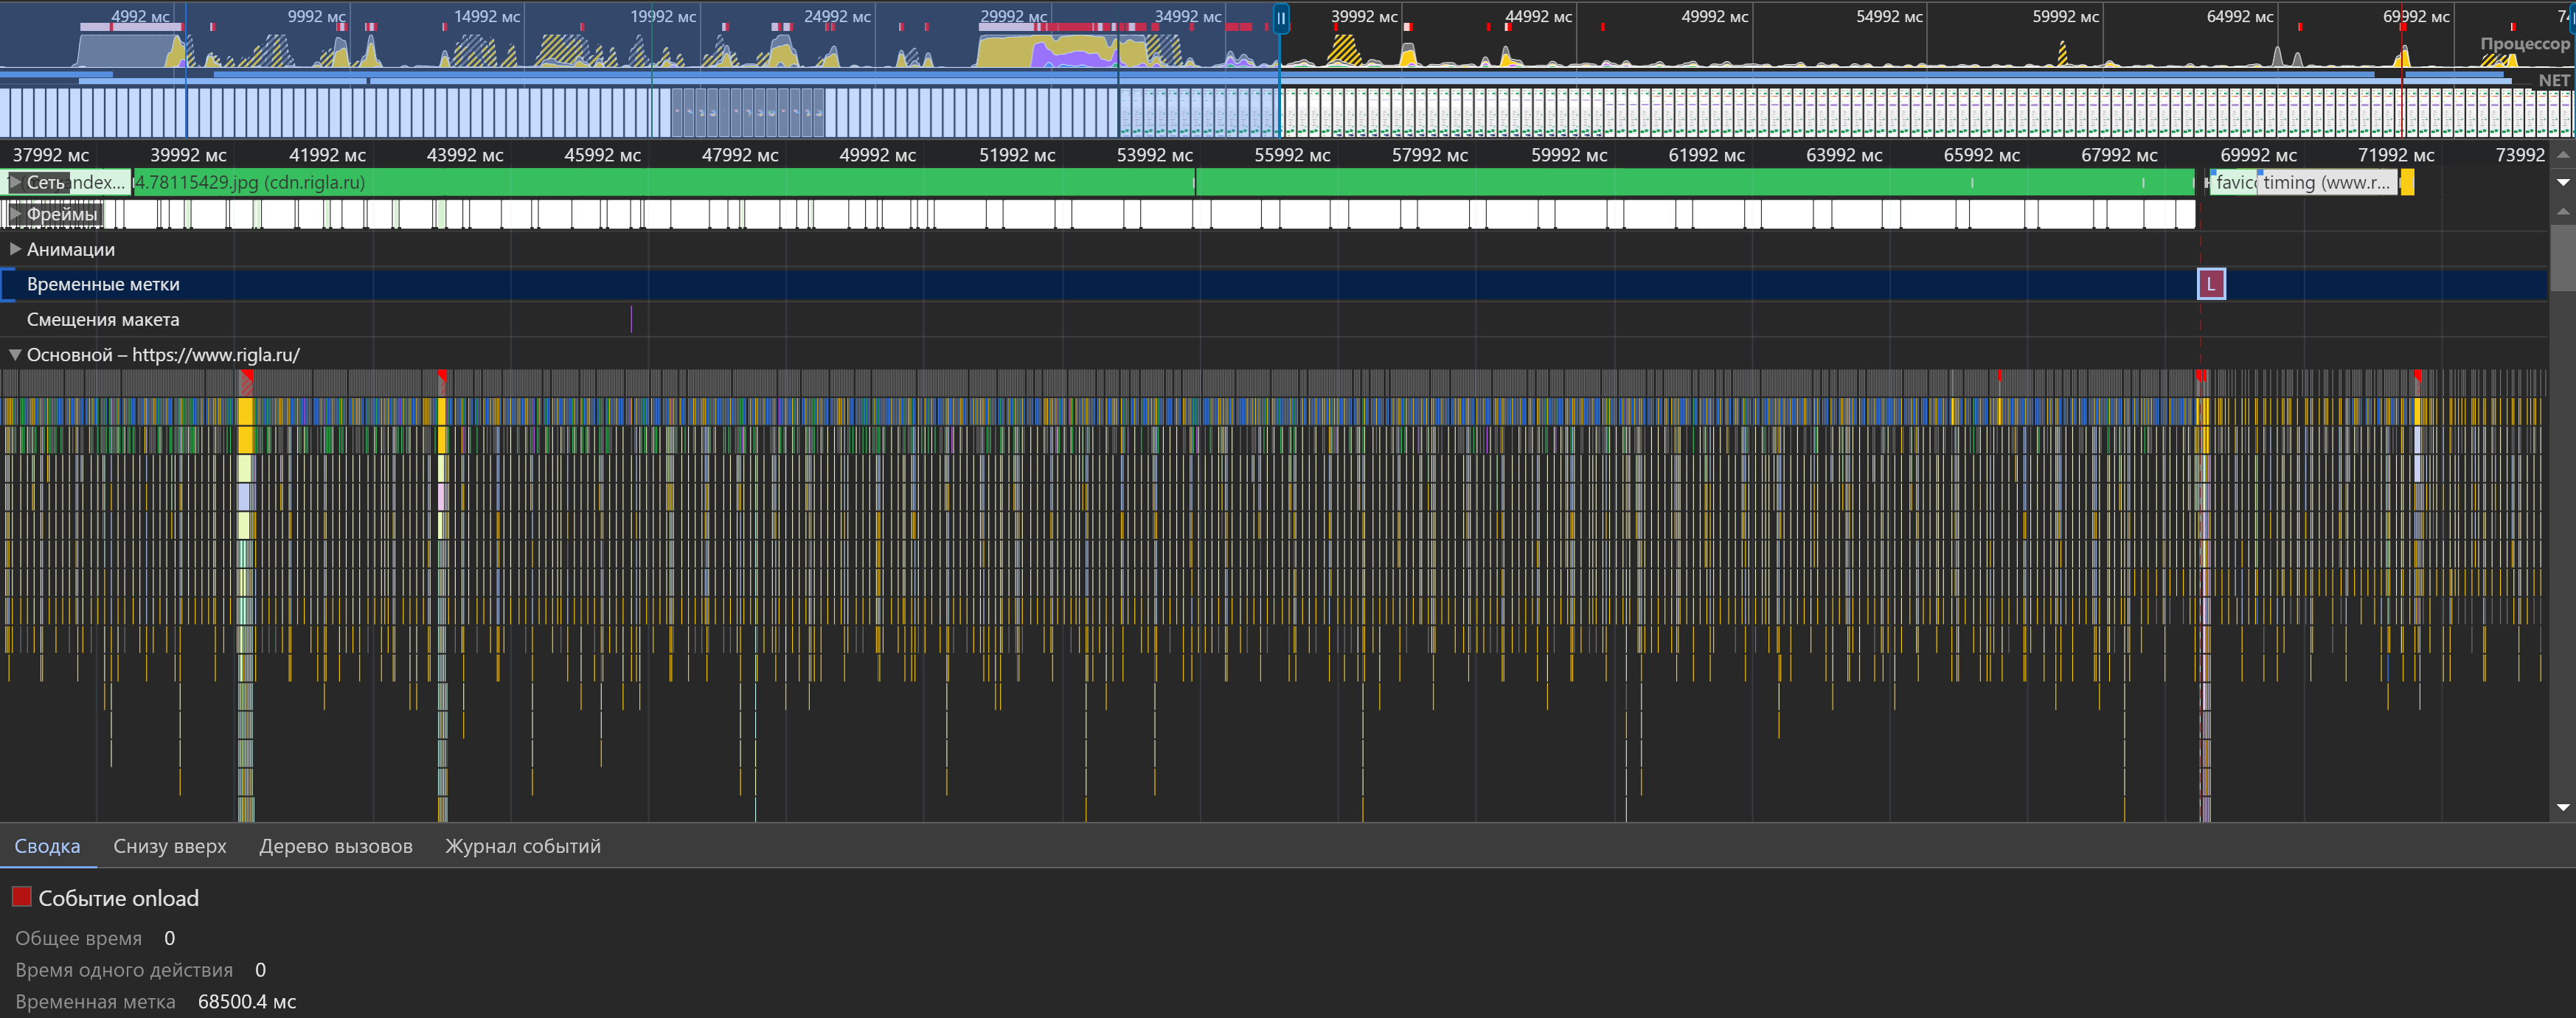 4992 мс 9992 мс 14992 мс 19992 мс 24992 мс 29992 мс 34992 мс 39992 мс 44992 мс 49992 мс 54992 мс 59992 мс 64992 мс 69992 мс
Процессор
NET
37992 мс 39992 мс 41992 мс 43992 мс 45992 мс 47992 мс 49992 мс 51992 мс 53992 мс 55992 мс 57992 мс 59992 мс 61992 мс 63992 мс 65992 мс 67992 мс 69992 мс 71992 мс 73992
Сеть andex... 4.78115429.jpg (cdn.rigla.ru) favic timing (www.r...
Фреймы
Анимации
Временные метки L
Смещения макета
Основной – https://www.rigla.ru/
Сводка Снизу вверх Дерево вызовов Журнал событий
Событие onload
Общее время 0
Время одного действия 0
Временная метка 68500.4 мс